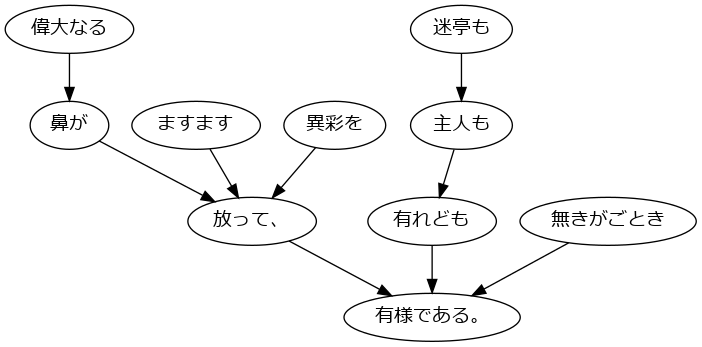 偉大なる
迷亭も
鼻が
ますます
異彩を
主人も
放って、
有れども
無きがごとき
有様である。